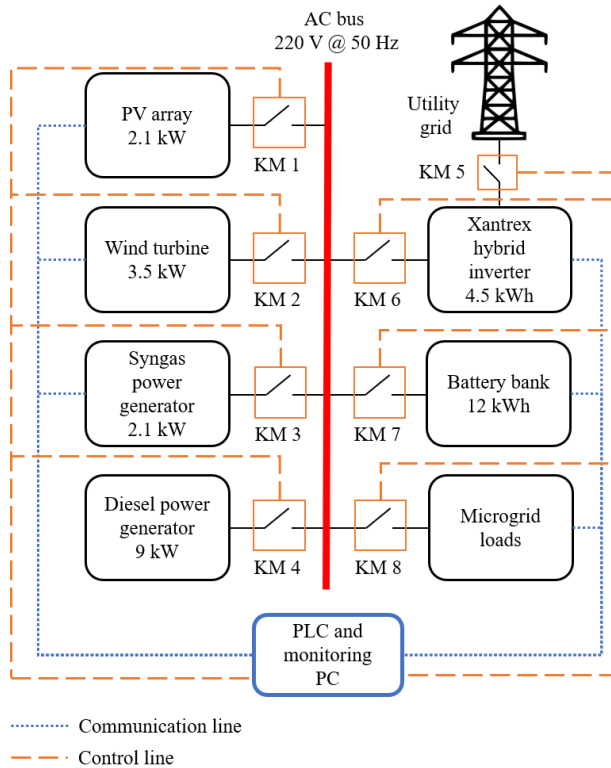 AC bus
220 V @ 50 Hz
PV array
2.1 kW
KM 1
Utility
grid
KM 5
Wind turbine
3.5 kW
KM 2
KM 6
Xantrex
hybrid
inverter
4.5 kWh
Syngas
power
generator
2.1 kW
KM 3
KM 7
Battery bank
12 kWh
Diesel power
generator
9 kW
KM 4
KM 8
Microgrid
loads
PLC and
monitoring
PC
Communication line
Control line